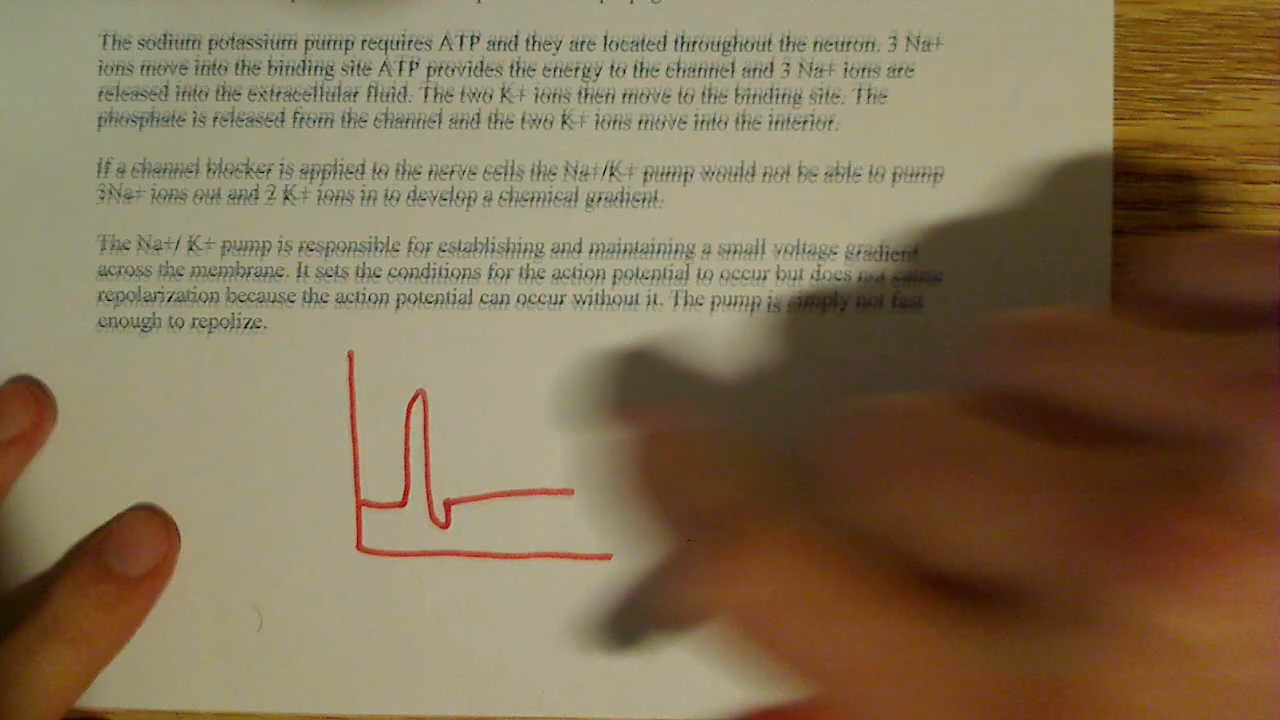 The sodium potassium pump requires ATP and they are located throughout the neuron. 3 Na+
ions move into the binding site ATP provides the energy to the channel and 3 Na+ ions are
released into the extracellular fluid. The two K+ ions then move to the binding site. The
phosphate is released from the channel and the two K+ ions move into the interior.
If a channel blocker is applied to the nerve cells the Na+/K+ pump would not be able to pump
3Na+ ions out and 2 K+ ions in to develop a chemical gradient.
The Na+/ K+ pump is responsible for establishing and maintaining a small voltage gradient
across the membrane. It sets the conditions for the action potential to occur but does not cause
repolarization because the action potential can occur without it. The pump is simply not fast
enough to repolize.